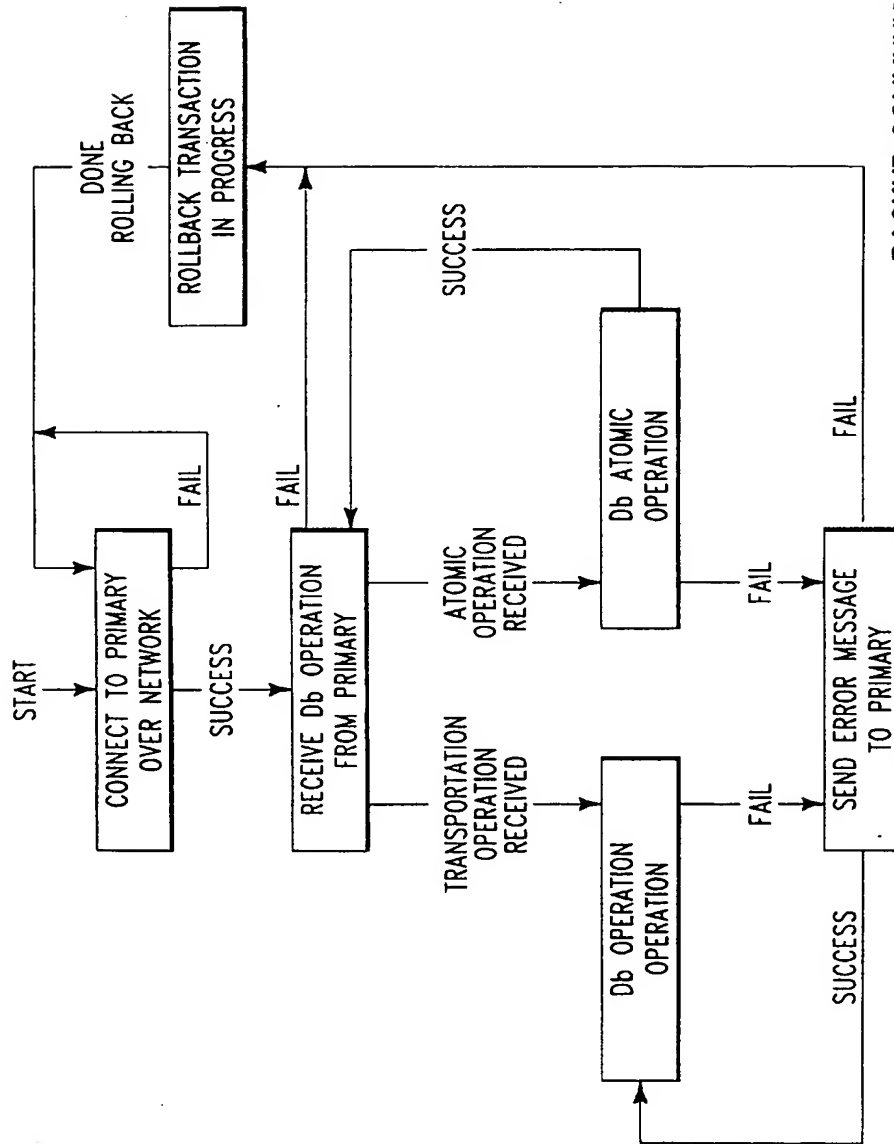 START
CONNECT TO PRIMARY
OVER NETWORK
FAIL
SUCCESS
DONE
ROLLING BACK
ROLLBACK TRANSACTION
IN PROGRESS
RECEIVE Db OPERATION
FROM PRIMARY
FAIL
SUCCESS
TRANSPORTATION
OPERATION
RECEIVED
ATOMIC
OPERATION
RECEIVED
Db OPERATION
OPERATION
Db ATOMIC
OPERATION
FAIL
FAIL
SEND ERROR MESSAGE
TO PRIMARY
SUCCESS
FAIL